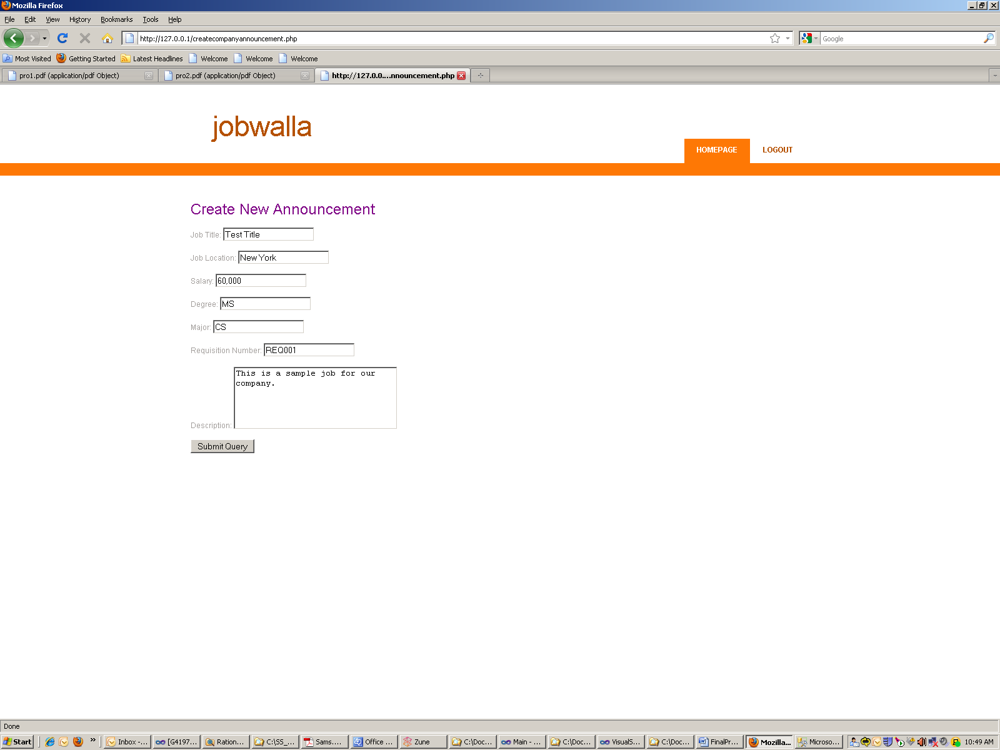 Mozilla Firefox
File Edit View History Bookmarks Tools Help
http://127.0.0.1/createcompanyannouncement.php Google
Most Visited Getting Started Latest Headlines Welcome Welcome Welcome
pro1.pdf (application/pdf Object) pro2.pdf (application/pdf Object) http://127.0.0....nnouncement.php
jobwalla
HOMEPAGE LOGOUT
Create New Announcement
Job Title: Test Title
Job Location: New York
Salary: 60,000
Degree: MS
Major: CS
Requisition Number: REQ001
This is a sample job for our
company.
Description:
Submit Query
Done
Start Inbox -... [G4197... Ration... C:\SS_... Sams.... Office ... Zune C:\Doc... Main - ... C:\Doc... VisualS... C:\Doc... FinalPr... Mozilla... Microso... 10:49 AM